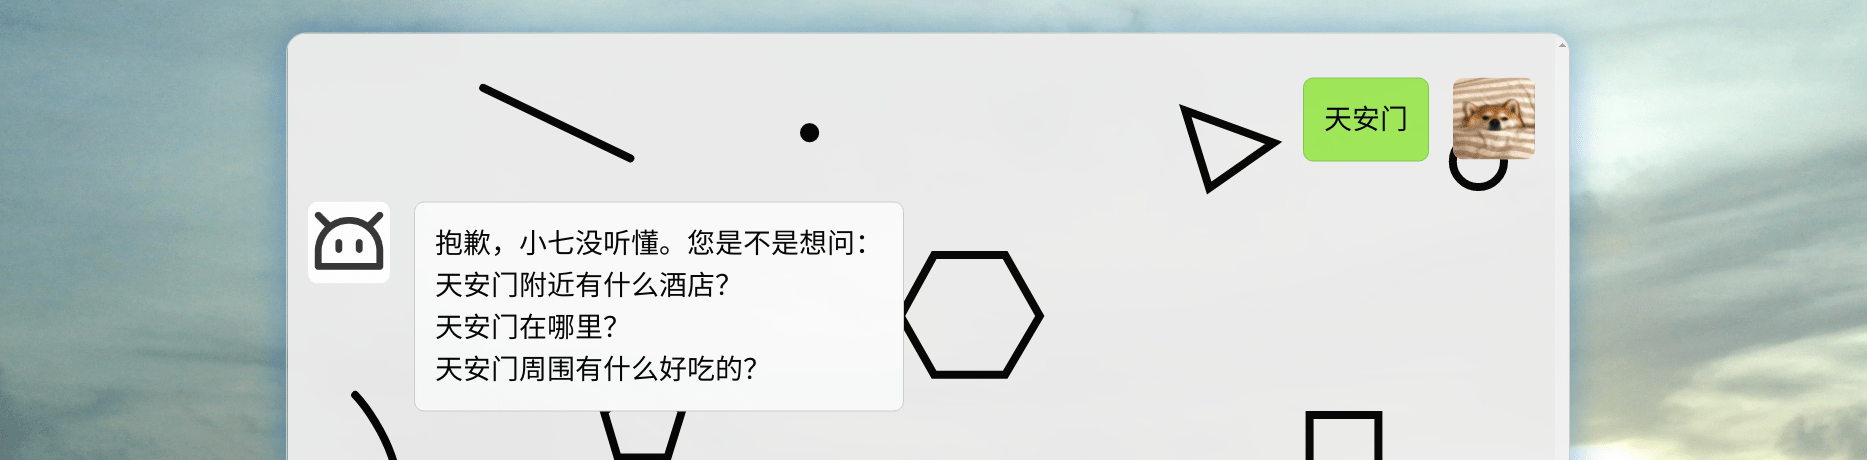 天安门
抱歉，小七没听懂。您是不是想问：
天安门附近有什么酒店？
天安门在哪里？
天安门周围有什么好吃的？